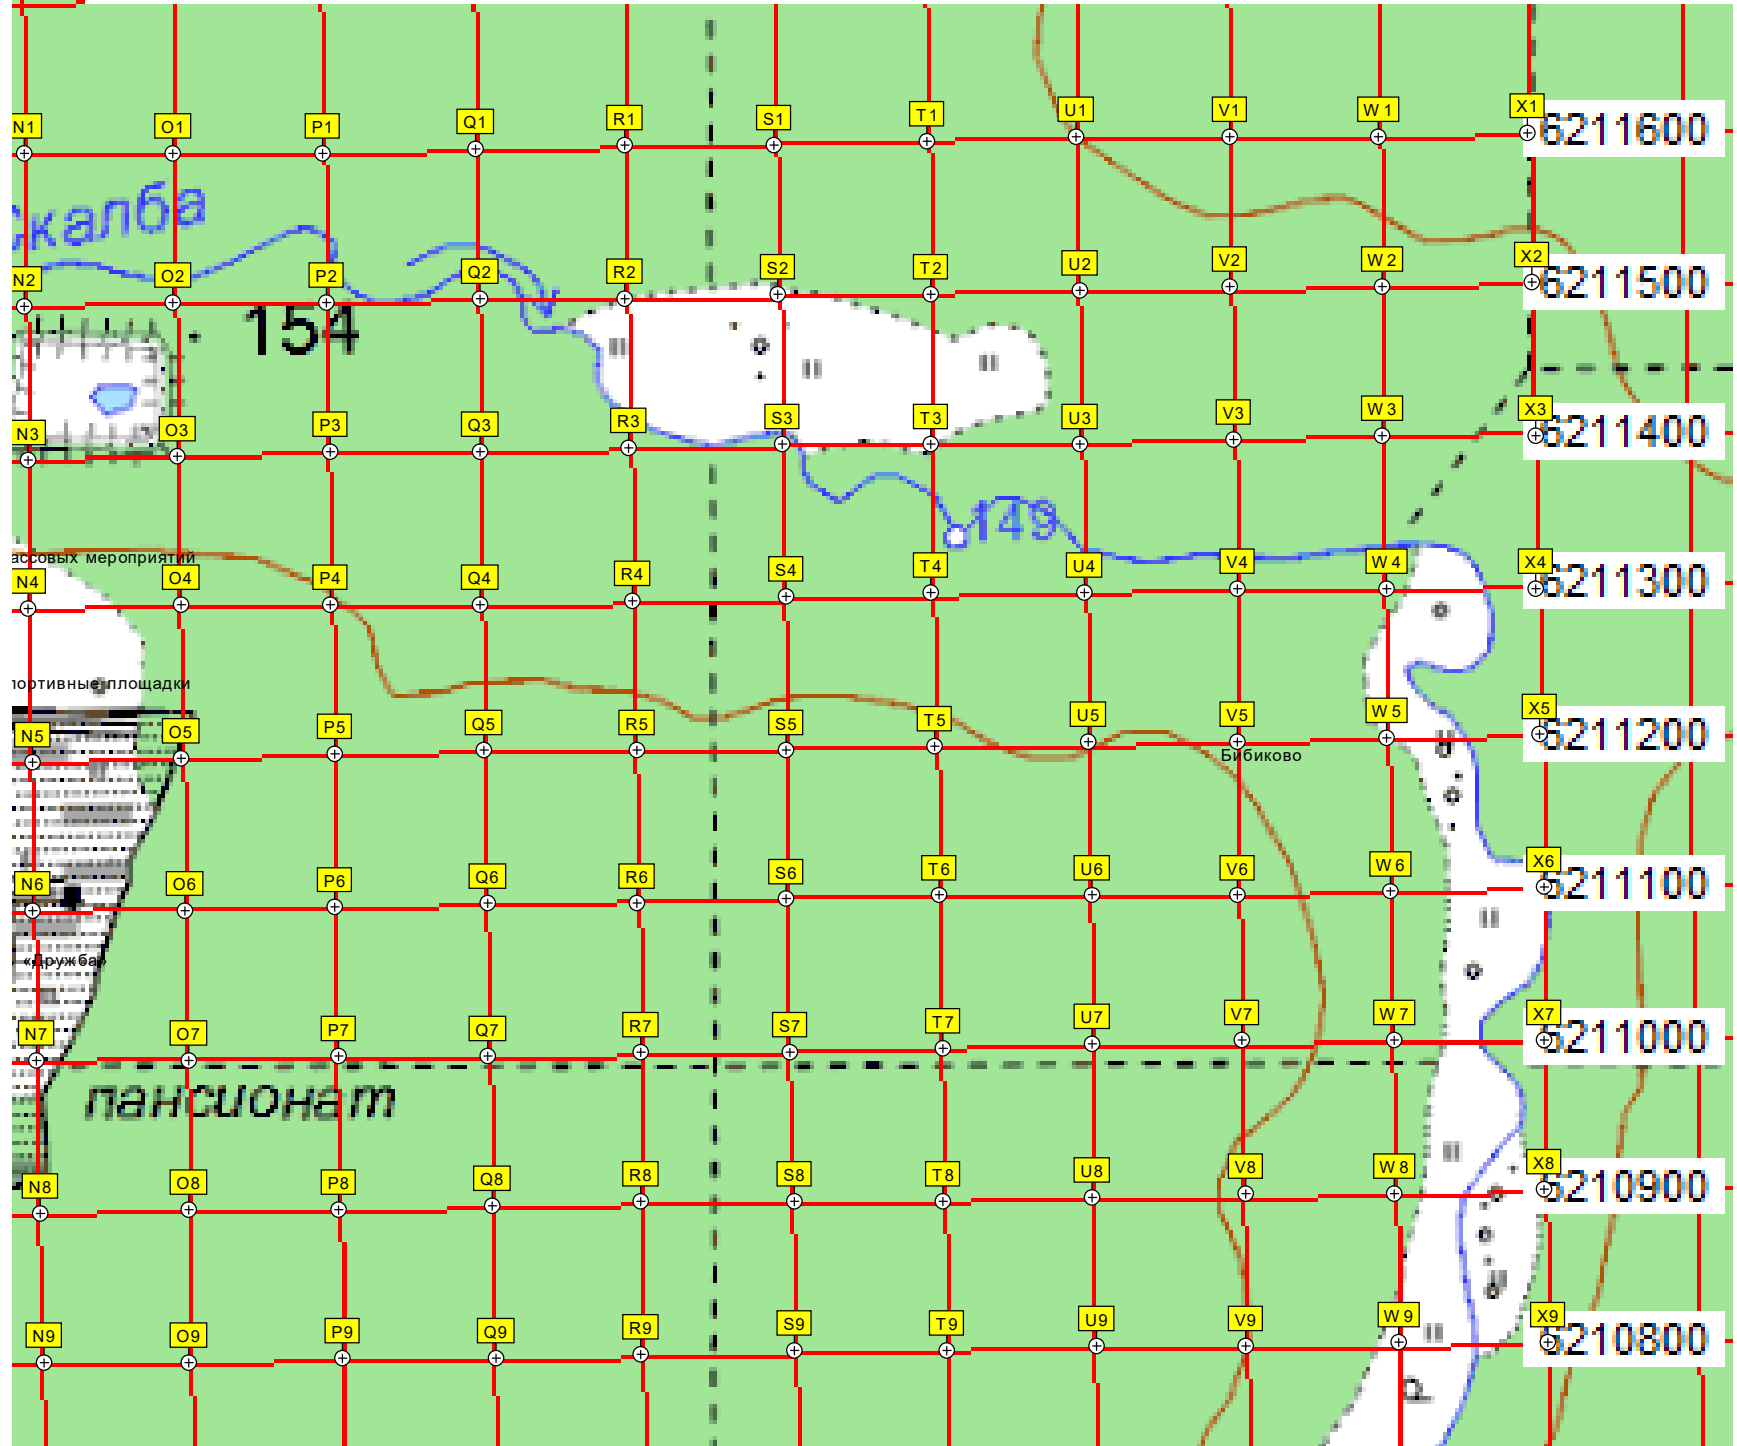 N1 O1 P1 Q1 R1 S1 T1 U1 V1 W1 X1
6211600
Скалба
N2 O2 P2 Q2 R2 S2 T2 U2 V2 W2 X2
6211500
154
N3 O3 P3 Q3 R3 S3 T3 U3 V3 W3 X3
6211400
149
ассовых мероприятий
N4 O4 P4 Q4 R4 S4 T4 U4 V4 W4 X4
6211300
портивные площадки
N5 O5 P5 Q5 R5 S5 T5 U5 V5 W5 X5
6211200
Бибиково
N6 O6 P6 Q6 R6 S6 T6 U6 V6 W6 X6
6211100
«Дружба»
N7 O7 P7 Q7 R7 S7 T7 U7 V7 W7 X7
6211000
пансионат
N8 O8 P8 Q8 R8 S8 T8 U8 V8 W8 X8
6210900
N9 O9 P9 Q9 R9 S9 T9 U9 V9 W9 X9
6210800